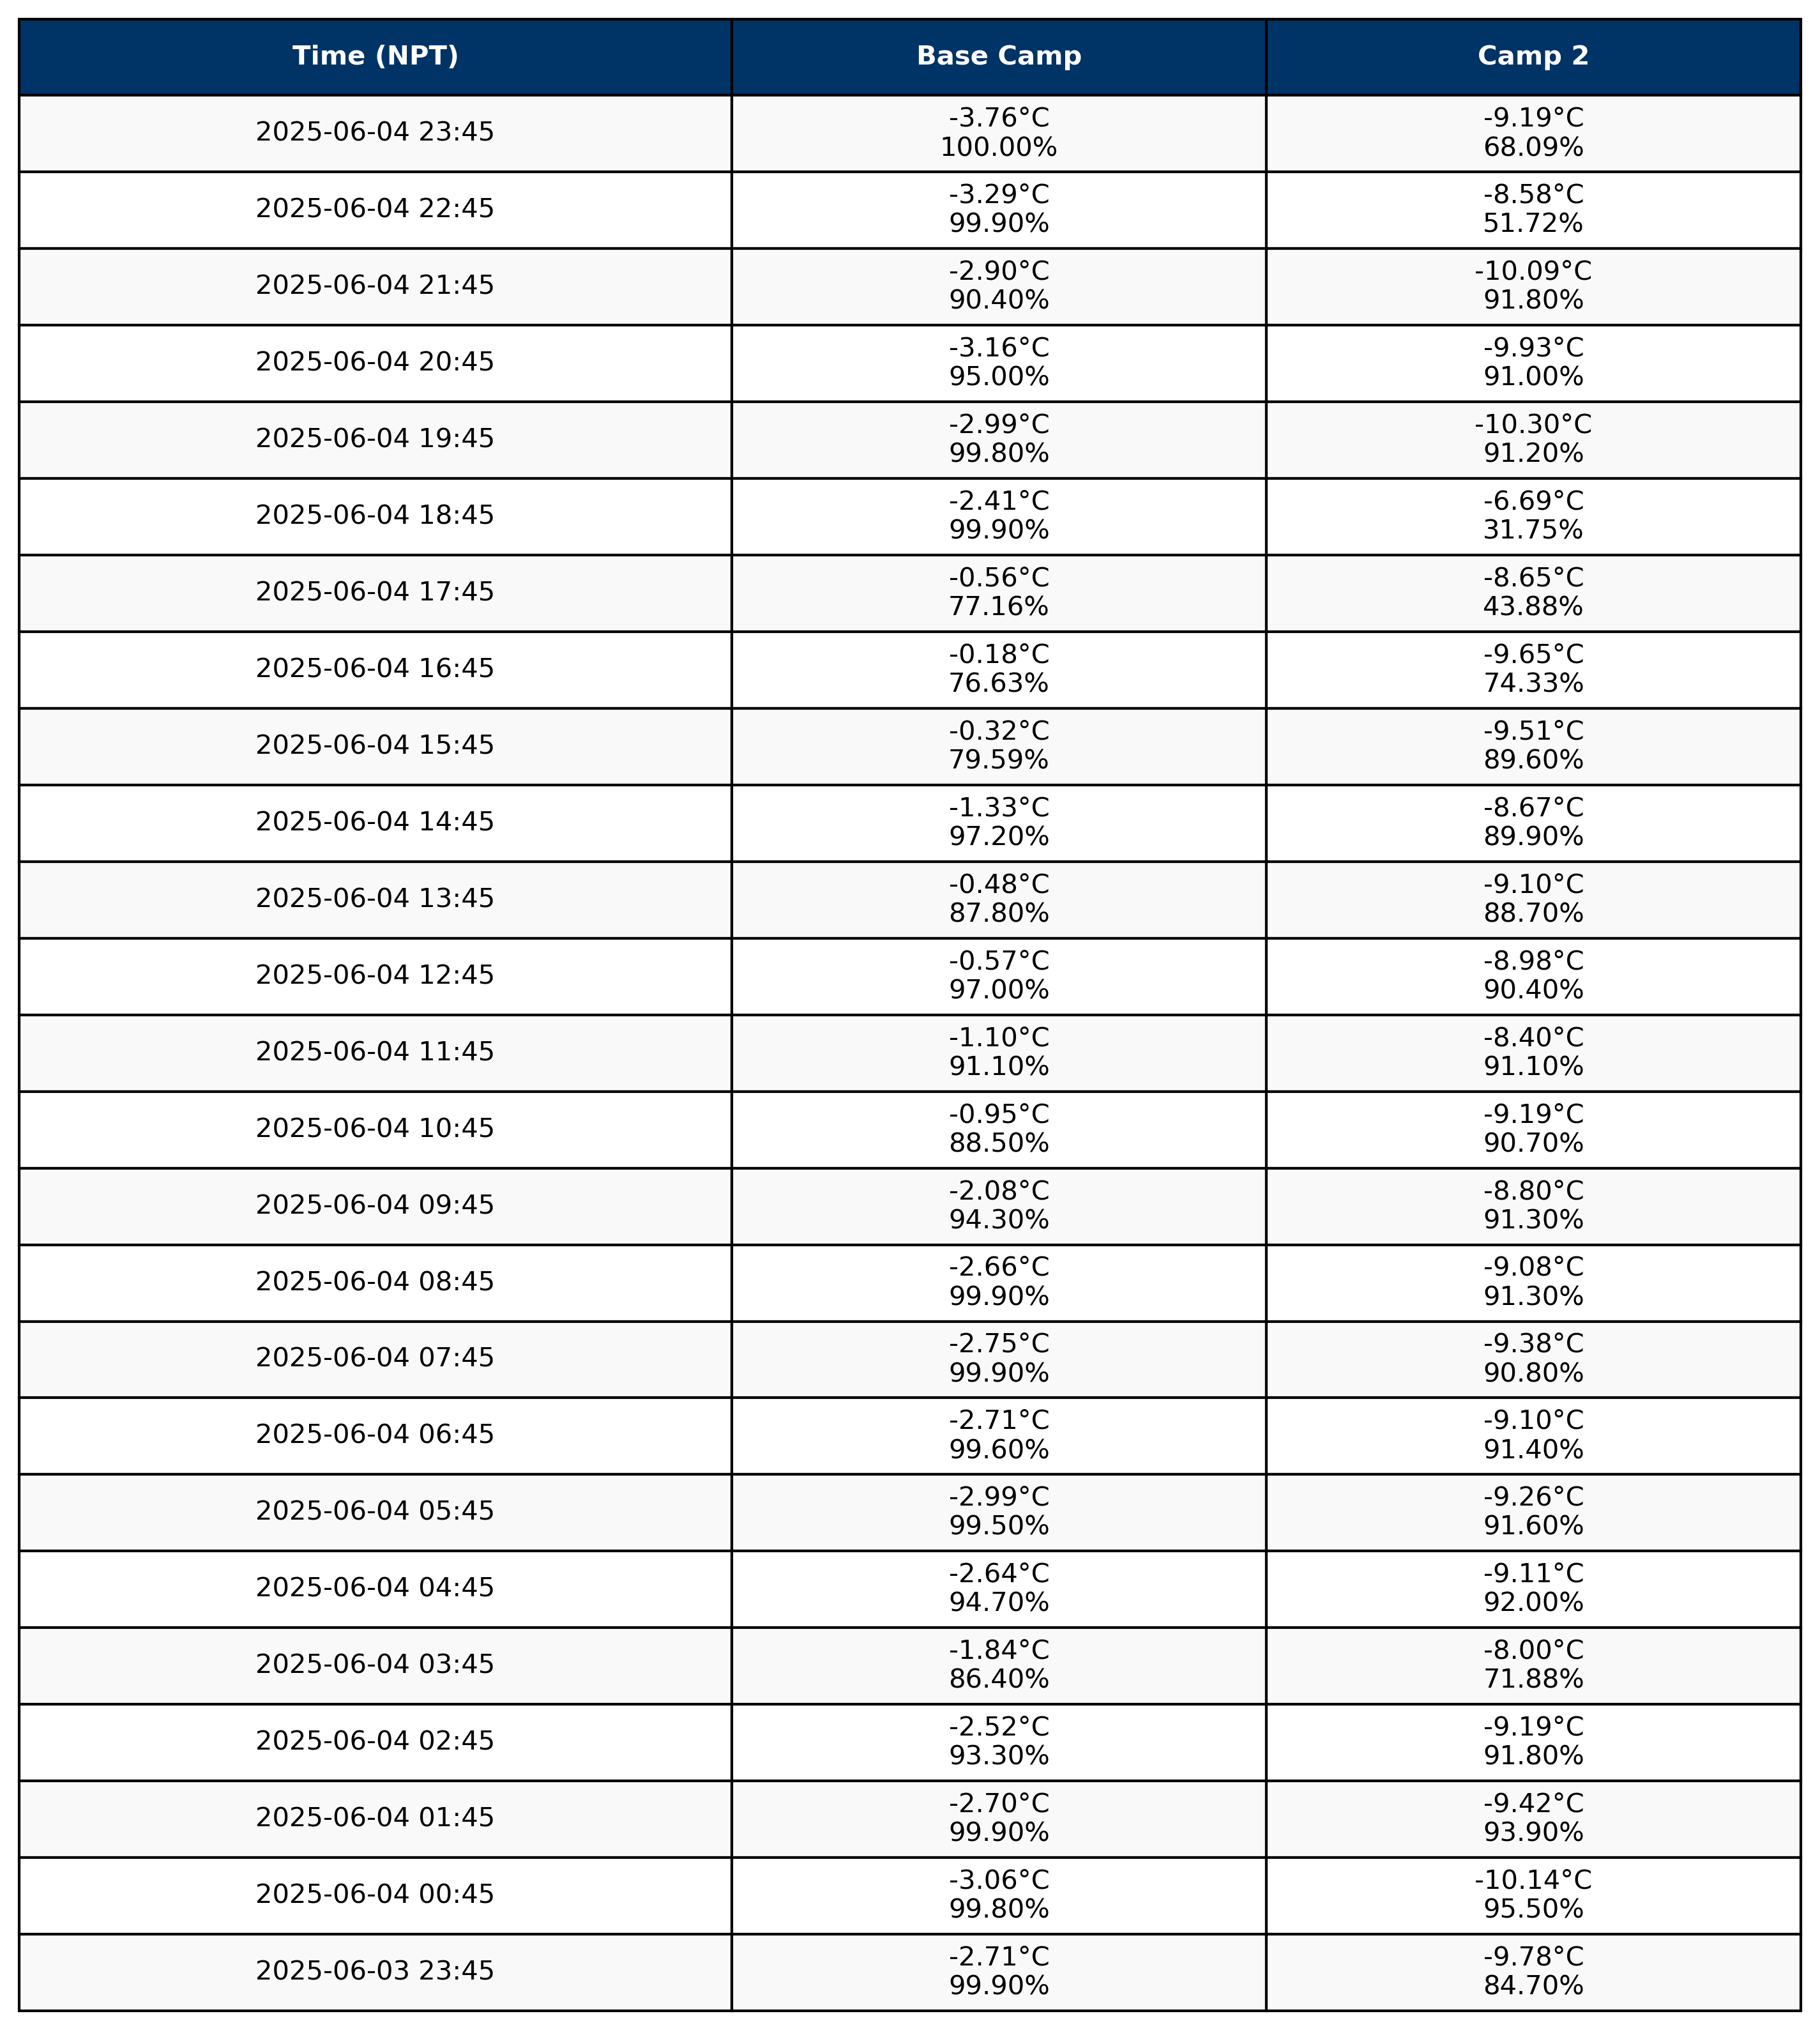 Time (NPT) Base Camp Camp 2
2025-06-04 23:45 -3.76°C -9.19°C
100.00% 68.09%
2025-06-04 22:45 -3.29°C -8.58°C
99.90% 51.72%
2025-06-04 21:45 -2.90°C -10.09°C
90.40% 91.80%
2025-06-04 20:45 -3.16°C -9.93°C
95.00% 91.00%
2025-06-04 19:45 -2.99°C -10.30°C
99.80% 91.20%
2025-06-04 18:45 -2.41°C -6.69°C
99.90% 31.75%
2025-06-04 17:45 -0.56°C -8.65°C
77.16% 43.88%
2025-06-04 16:45 -0.18°C -9.65°C
76.63% 74.33%
2025-06-04 15:45 -0.32°C -9.51°C
79.59% 89.60%
2025-06-04 14:45 -1.33°C -8.67°C
97.20% 89.90%
2025-06-04 13:45 -0.48°C -9.10°C
87.80% 88.70%
2025-06-04 12:45 -0.57°C -8.98°C
97.00% 90.40%
2025-06-04 11:45 -1.10°C -8.40°C
91.10% 91.10%
2025-06-04 10:45 -0.95°C -9.19°C
88.50% 90.70%
2025-06-04 09:45 -2.08°C -8.80°C
94.30% 91.30%
2025-06-04 08:45 -2.66°C -9.08°C
99.90% 91.30%
2025-06-04 07:45 -2.75°C -9.38°C
99.90% 90.80%
2025-06-04 06:45 -2.71°C -9.10°C
99.60% 91.40%
2025-06-04 05:45 -2.99°C -9.26°C
99.50% 91.60%
2025-06-04 04:45 -2.64°C -9.11°C
94.70% 92.00%
2025-06-04 03:45 -1.84°C -8.00°C
86.40% 71.88%
2025-06-04 02:45 -2.52°C -9.19°C
93.30% 91.80%
2025-06-04 01:45 -2.70°C -9.42°C
99.90% 93.90%
2025-06-04 00:45 -3.06°C -10.14°C
99.80% 95.50%
2025-06-03 23:45 -2.71°C -9.78°C
99.90% 84.70%